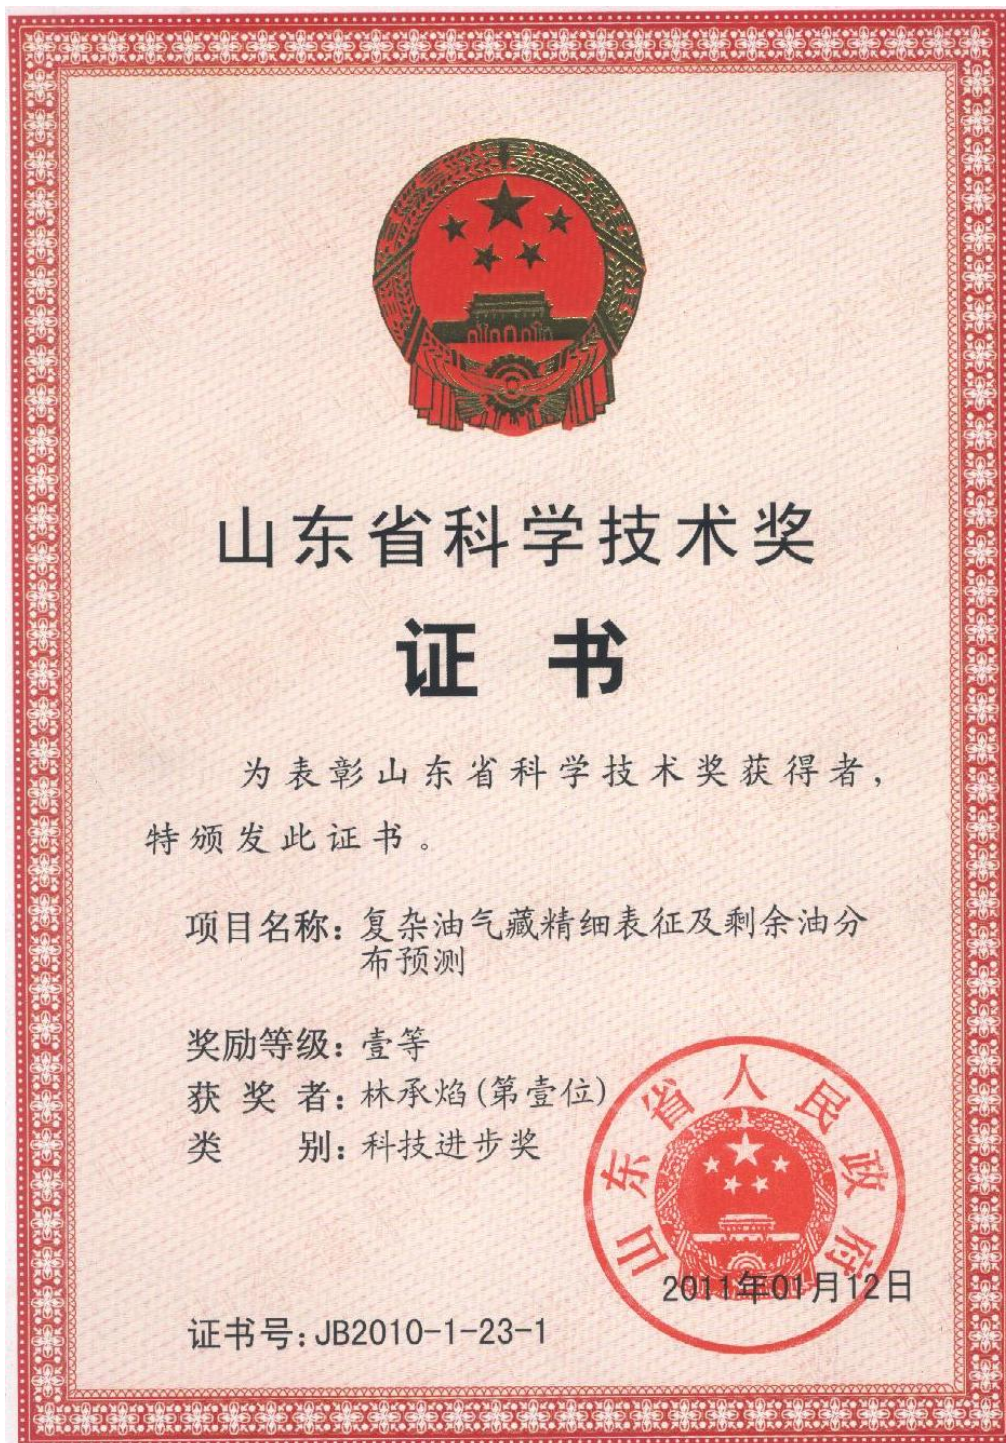 山东省科学技术奖
证书
为表彰山东省科学技术奖获得者，
特颁发此证书。
项目名称：复杂油气藏精细表征及剩余油分
布预测
奖励等级：壹等
获奖者：林承焰(第壹位)
类别：科技进步奖
山东省人民政府
2011年01月12日
证书号：JB2010-1-23-1